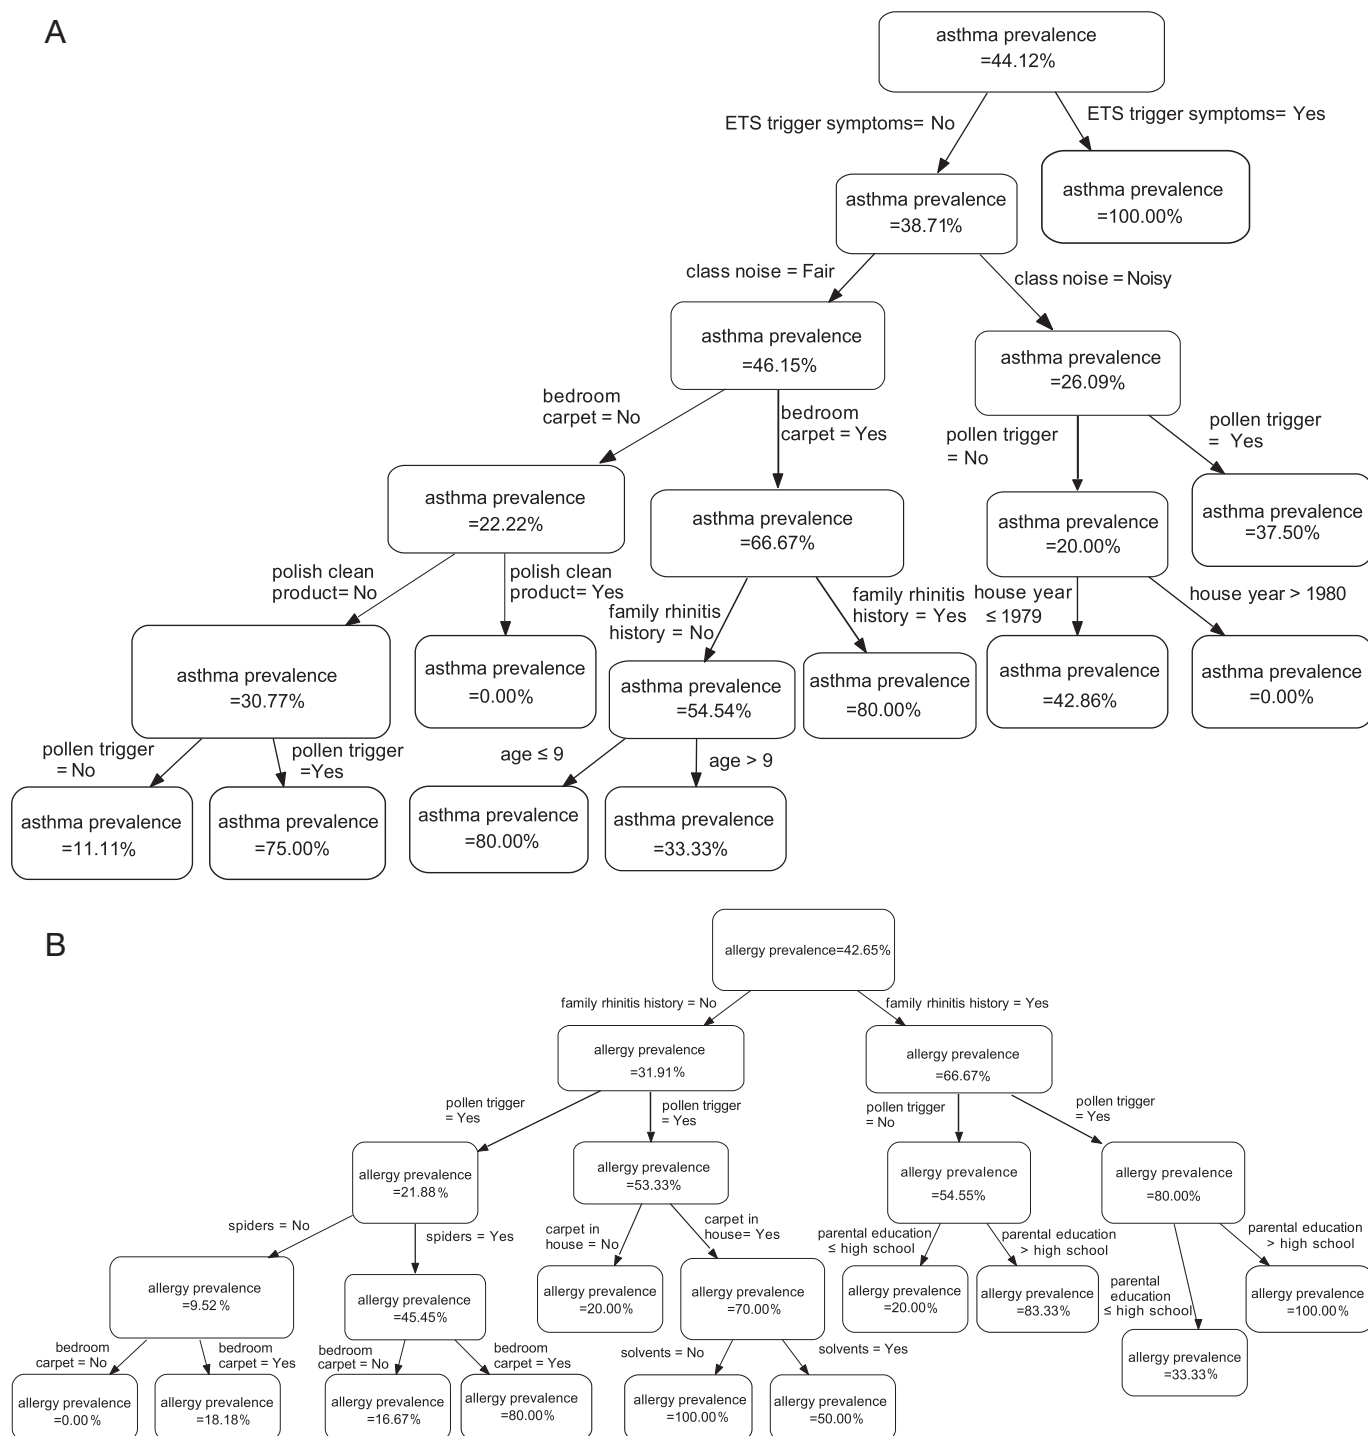 A
asthma prevalence
=44.12%
ETS trigger symptoms= No
ETS trigger symptoms= Yes
asthma prevalence
=38.71%
asthma prevalence
=100.00%
class noise = Fair
class noise = Noisy
asthma prevalence
=46.15%
asthma prevalence
=26.09%
bedroom
carpet = No
bedroom
carpet = Yes
pollen trigger
= No
pollen trigger
= Yes
asthma prevalence
=22.22%
asthma prevalence
=66.67%
asthma prevalence
=20.00%
asthma prevalence
=37.50%
polish clean
product= No
polish clean
product= Yes
family rhinitis
history = No
family rhinitis
history = Yes
house year
≤ 1979
house year > 1980
asthma prevalence
=30.77%
asthma prevalence
=0.00%
asthma prevalence
=54.54%
asthma prevalence
=80.00%
asthma prevalence
=42.86%
asthma prevalence
=0.00%
pollen trigger
= No
pollen trigger
=Yes
age ≤ 9
age > 9
asthma prevalence
=11.11%
asthma prevalence
=75.00%
asthma prevalence
=80.00%
asthma prevalence
=33.33%
B
allergy prevalence=42.65%
family rhinitis history = No
family rhinitis history = Yes
allergy prevalence
=31.91%
allergy prevalence
=66.67%
pollen trigger
= Yes
pollen trigger
= Yes
pollen trigger
= No
pollen trigger
= Yes
allergy prevalence
=21.88%
allergy prevalence
=53.33%
allergy prevalence
=54.55%
allergy prevalence
=80.00%
spiders = No
spiders = Yes
carpet in
house = No
carpet in
house= Yes
parental education
≤ high school
parental education
> high school
parental
education
≤ high school
parental education
> high school
allergy prevalence
=9.52%
allergy prevalence
=45.45%
allergy prevalence
=20.00%
allergy prevalence
=70.00%
allergy prevalence
=20.00%
allergy prevalence
=83.33%
allergy prevalence
=33.33%
allergy prevalence
=100.00%
bedroom
carpet = No
bedroom
carpet = Yes
bedroom
carpet = No
bedroom
carpet = Yes
solvents = No
solvents = Yes
allergy prevalence
=0.00%
allergy prevalence
=18.18%
allergy prevalence
=16.67%
allergy prevalence
=80.00%
allergy prevalence
=100.00%
allergy prevalence
=50.00%